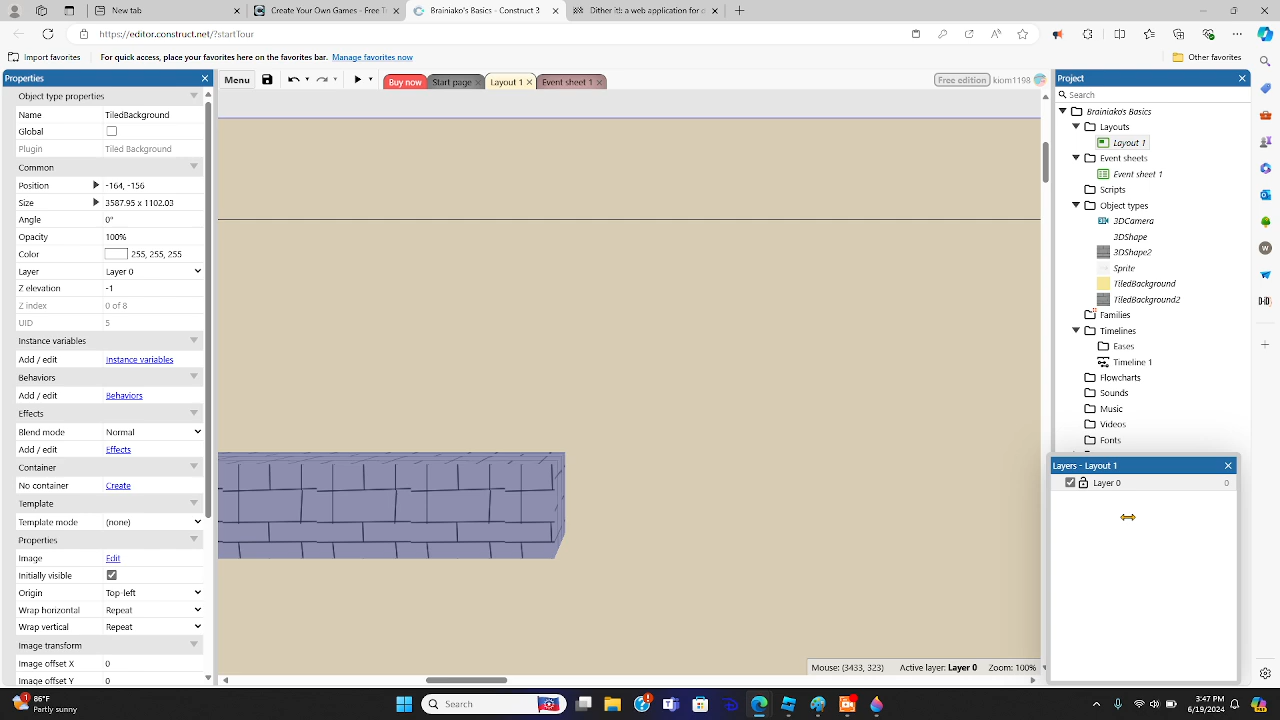 New tab
Create Your Own Games - Free T
Brainiako's Basics - Construct 3
Dither it!: a web application for c
https://editor.construct.net/?startTour
Import favorites
For quick access, place your favorites here on the favorites bar. Manage favorites now
Other favorites
Properties
Menu
Buy now
Start page
Layout 1
Event sheet 1
Free edition
kiom1198
Project
Object type properties
Name TiledBackground
Global
Plugin Tiled Background
Common
Position -164, -156
Size 3587.95 x 1102.03
Angle 0°
Opacity 100%
Color 255, 255, 255
Layer Layer 0
Z elevation -1
Z index 0 of 8
UID 5
Instance variables
Add / edit Instance variables
Behaviors
Add / edit Behaviors
Effects
Blend mode Normal
Add / edit Effects
Container
No container Create
Template
Template mode (none)
Properties
Image Edit
Initially visible
Origin Top-left
Wrap horizontal Repeat
Wrap vertical Repeat
Image transform
Image offset X 0
Image offset Y 0
Search
Brainiako's Basics
Layouts
Layout 1
Event sheets
Event sheet 1
Scripts
Object types
3DCamera
3DShape
3DShape2
Sprite
TiledBackground
TiledBackground2
Families
Timelines
Eases
Timeline 1
Flowcharts
Sounds
Music
Videos
Fonts
Layers - Layout 1
Layer 0 0
Mouse: (3433, 323) Active layer: Layer 0 Zoom: 100%
86°F
Partly sunny
Search
3:47 PM
6/19/2024